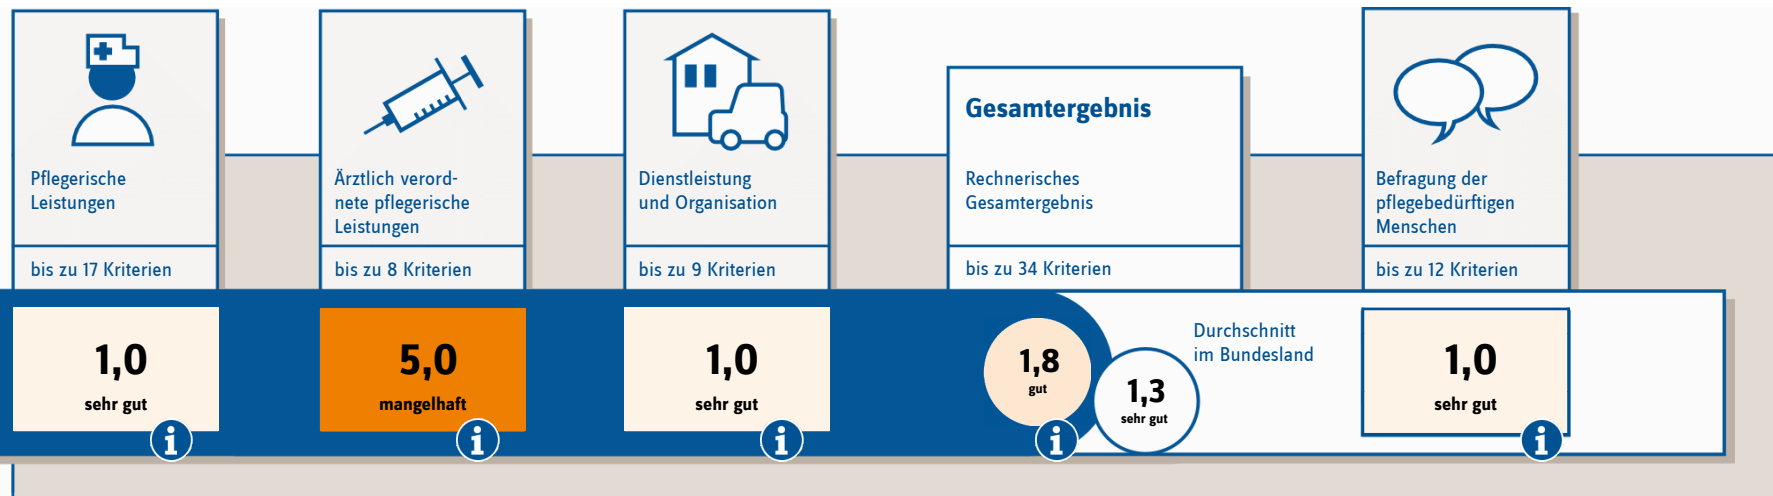 Pflegerische
Leistungen
bis zu 17 Kriterien
1,0
sehr gut
i
Ärztlich verord-
nete pflegerische
Leistungen
bis zu 8 Kriterien
5,0
mangelhaft
i
Dienstleistung
und Organisation
bis zu 9 Kriterien
1,0
sehr gut
i
Gesamtergebnis
Rechnerisches
Gesamtergebnis
bis zu 34 Kriterien
1,8
gut
i
1,3
sehr gut
Durchschnitt
im Bundesland
Befragung der
pflegebedürftigen
Menschen
bis zu 12 Kriterien
1,0
sehr gut
i